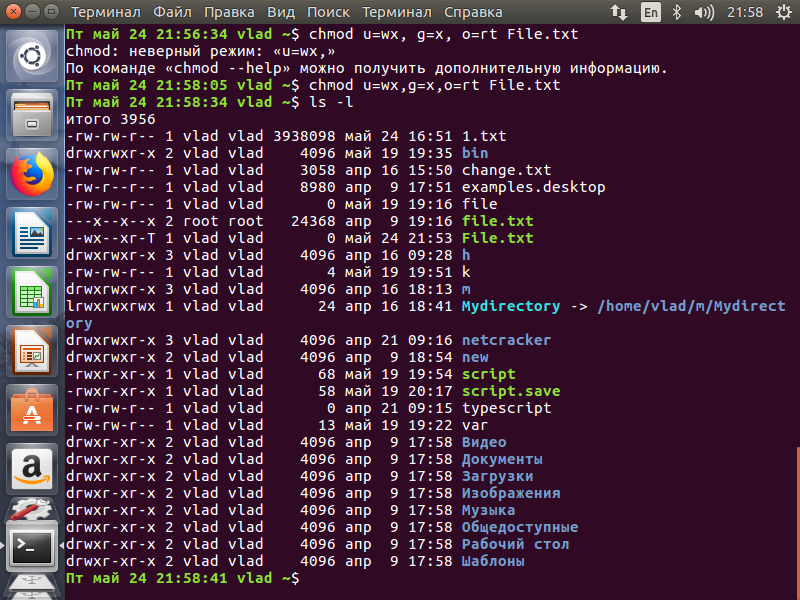 Терминал Файл Правка Вид Поиск Терминал Справка En 21:58
Пт май 24 21:56:34 vlad ~$ chmod u=wx, g=x, o=rt File.txt
chmod: неверный режим: «u=wx,»
По команде «chmod --help» можно получить дополнительную информацию.
Пт май 24 21:58:05 vlad ~$ chmod u=wx,g=x,o=rt File.txt
Пт май 24 21:58:34 vlad ~$ ls -l
итого 3956
-rw-rw-r-- 1 vlad vlad 3938098 май 24 16:51 1.txt
drwxrwxr-x 2 vlad vlad    4096 май 19 19:35 bin
-rw-rw-r-- 1 vlad vlad    3058 апр 16 15:50 change.txt
-rw-r--r-- 1 vlad vlad    8980 апр  9 17:51 examples.desktop
-rw-rw-r-- 1 vlad vlad       0 май 19 19:16 file
---x--x--x 2 root root   24368 апр  9 19:16 file.txt
--wx--xr-T 1 vlad vlad       0 май 24 21:53 File.txt
drwxrwxr-x 3 vlad vlad    4096 апр 16 09:28 h
-rw-rw-r-- 1 vlad vlad       4 май 19 19:51 k
drwxrwxr-x 3 vlad vlad    4096 апр 16 18:13 m
lrwxrwxrwx 1 vlad vlad      24 апр 16 18:41 Mydirectory -> /home/vlad/m/Mydirect
ory
drwxrwxr-x 3 vlad vlad    4096 апр 21 09:16 netcracker
drwxrwxr-x 2 vlad vlad    4096 апр  9 18:54 new
-rwxr-xr-x 1 vlad vlad      68 май 19 19:54 script
-rwxr-xr-x 1 vlad vlad      58 май 19 20:17 script.save
-rw-rw-r-- 1 vlad vlad       0 апр 21 09:15 typescript
-rw-rw-r-- 1 vlad vlad      13 май 19 19:22 var
drwxr-xr-x 2 vlad vlad    4096 апр  9 17:58 Видео
drwxr-xr-x 2 vlad vlad    4096 апр  9 17:58 Документы
drwxr-xr-x 2 vlad vlad    4096 апр  9 17:58 Загрузки
drwxr-xr-x 2 vlad vlad    4096 апр  9 17:58 Изображения
drwxr-xr-x 2 vlad vlad    4096 апр  9 17:58 Музыка
drwxr-xr-x 2 vlad vlad    4096 апр  9 17:58 Общедоступные
drwxr-xr-x 2 vlad vlad    4096 апр  9 17:58 Рабочий стол
drwxr-xr-x 2 vlad vlad    4096 апр  9 17:58 Шаблоны
Пт май 24 21:58:41 vlad ~$